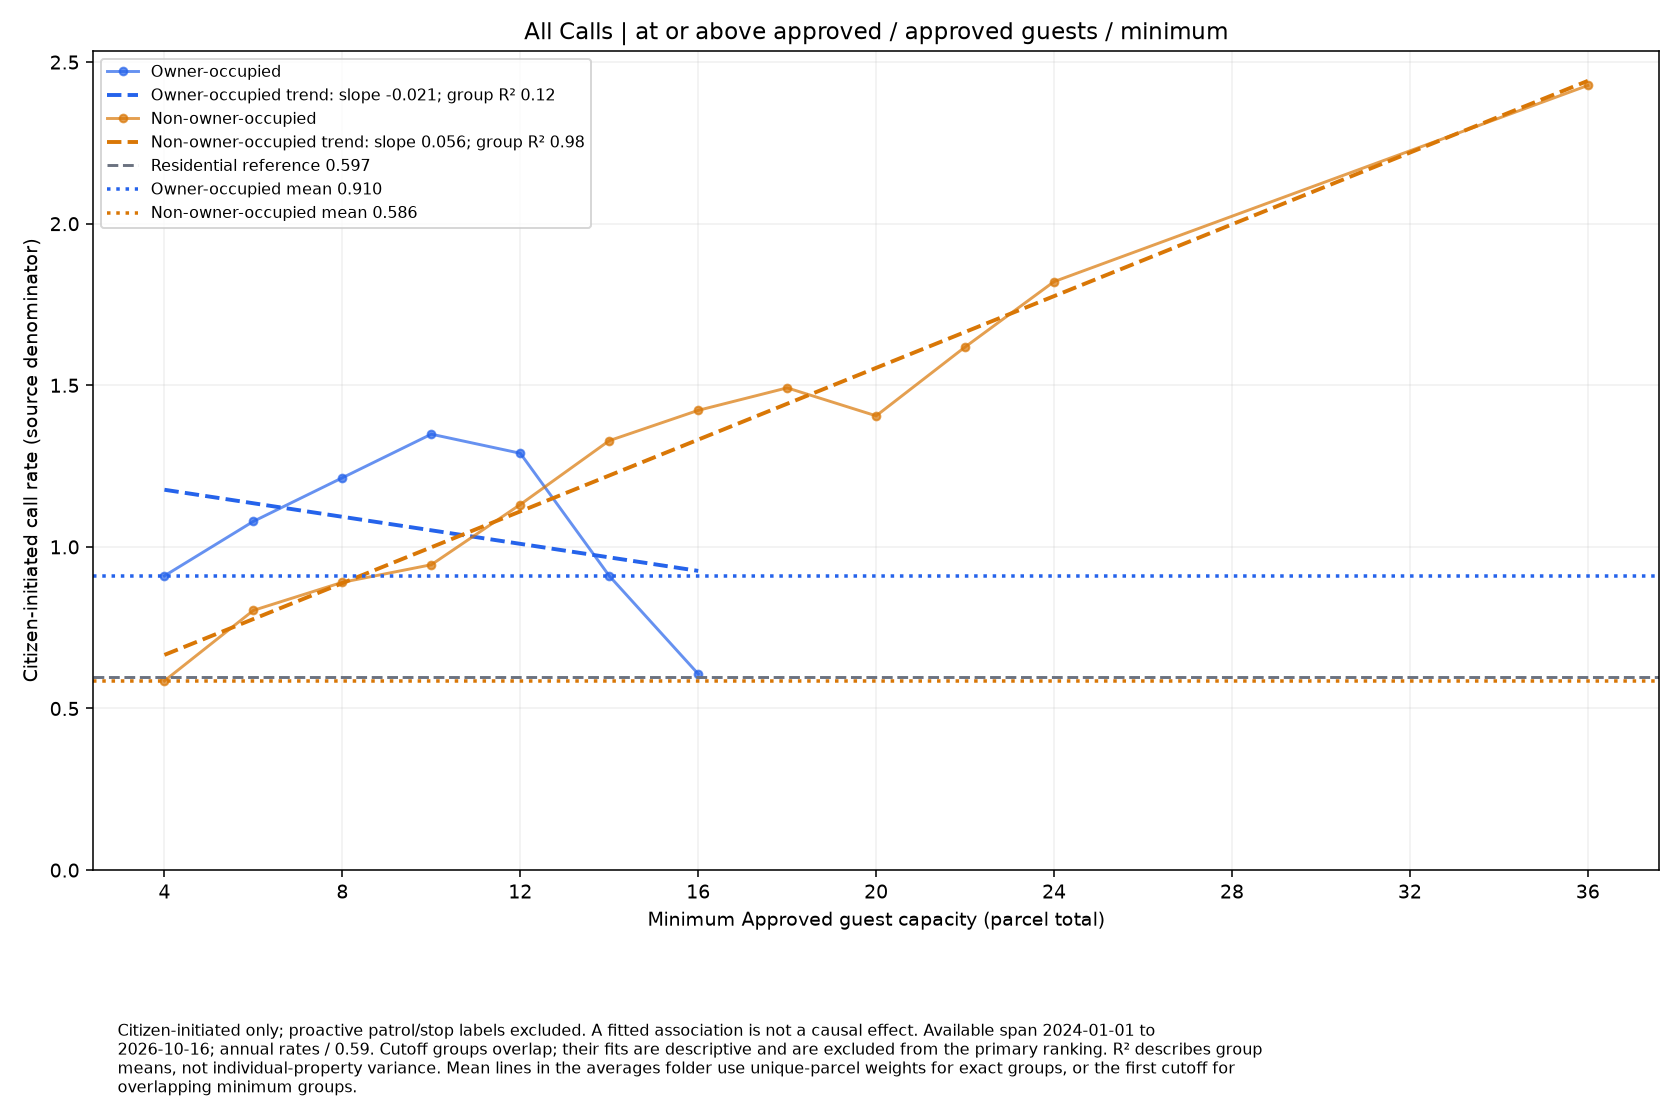 All Calls | at or above approved / approved guests / minimum
Owner-occupied
Owner-occupied trend: slope -0.021; group R² 0.12
Non-owner-occupied
Non-owner-occupied trend: slope 0.056; group R² 0.98
Residential reference 0.597
Owner-occupied mean 0.910
Non-owner-occupied mean 0.586
Citizen-initiated call rate (source denominator)
2.5
2.0
1.5
1.0
0.5
0.0
4 8 12 16 20 24 28 32 36
Minimum Approved guest capacity (parcel total)
Citizen-initiated only; proactive patrol/stop labels excluded. A fitted association is not a causal effect. Available span 2024-01-01 to
2026-10-16; annual rates / 0.59. Cutoff groups overlap; their fits are descriptive and are excluded from the primary ranking. R² describes group
means, not individual-property variance. Mean lines in the averages folder use unique-parcel weights for exact groups, or the first cutoff for
overlapping minimum groups.